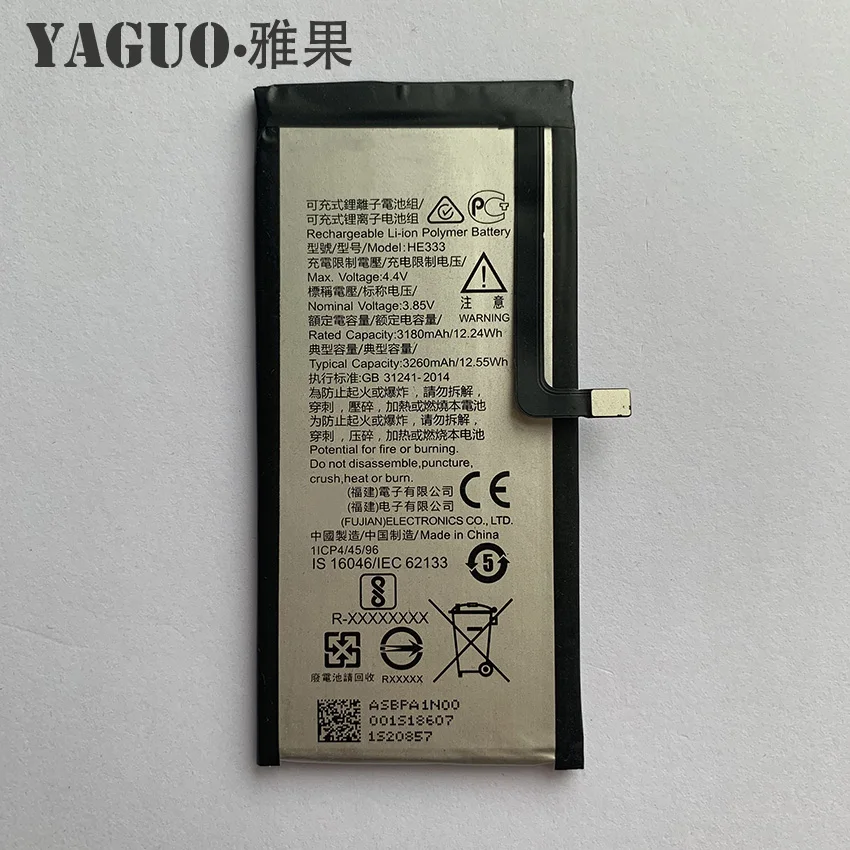 YAGUO·雅果
可充式鋰離子電池組/
可充式锂离子电池组
Rechargeable Li-ion Polymer Battery
型號/型号/Model:HE333
充電限制電壓/充电限制电压/
Max. Voltage:4.4V
標稱電壓/标称电压/
Nominal Voltage:3.85V
注 意
WARNING
額定電容量/额定电容量/
Rated Capacity:3180mAh/12.24Wh
典型容量/典型容量/
Typical Capacity:3260mAh/12.55Wh
执行标准:GB 31241-2014
為防止起火或爆炸，請勿拆解，
穿刺，壓碎，加熱或燃燒本電池
为防止起火或爆炸，请勿拆解，
穿刺，压碎，加热或燃烧本电池
Potential for fire or burning.
Do not disassemble,puncture,
crush,heat or burn.
CE
(福建)電子有限公司
(福建)电子有限公司
(FUJIAN)ELECTRONICS CO., LTD.
中國製造/中国制造/Made in China
1ICP4/45/96
IS 16046/IEC 62133
5
R-XXXXXXXX
廢電池請回收
RXXXXX
ASBPA1N00
001S18607
1S20857